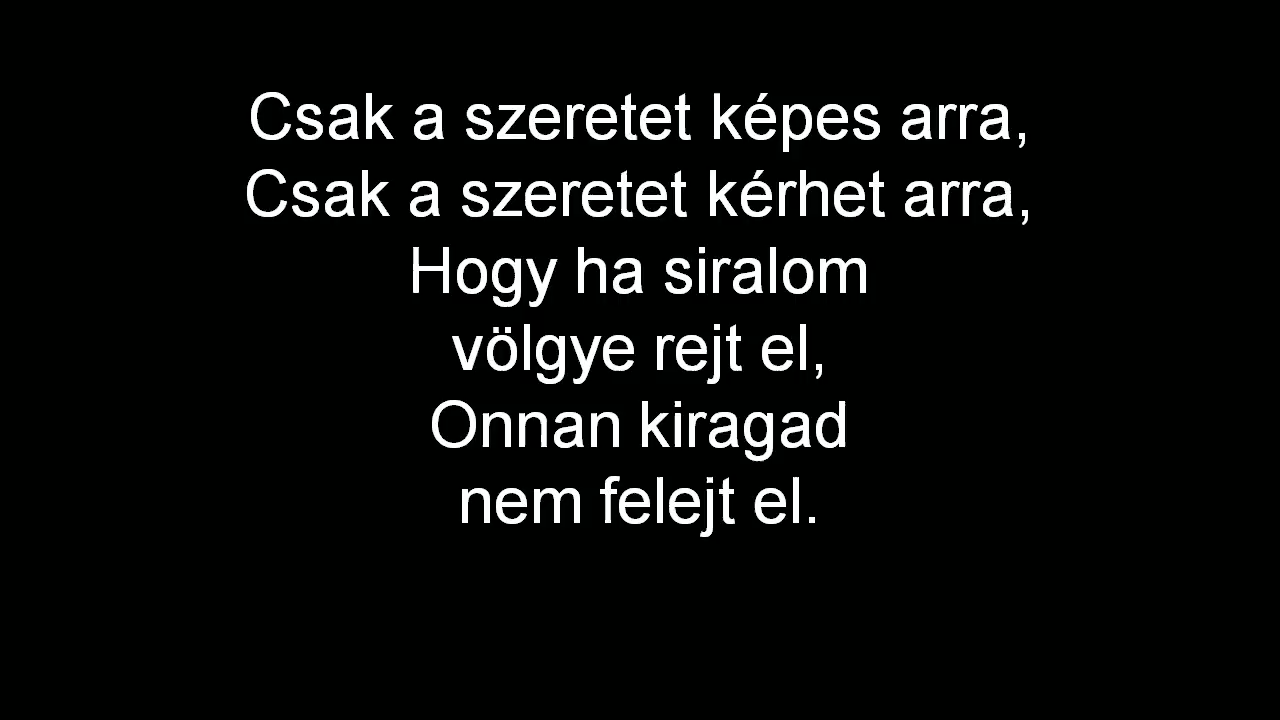 Csak a szeretet képes arra,
Csak a szeretet kérhet arra,
Hogy ha siralom
völgye rejt el,
Onnan kiragad
nem felejt el.